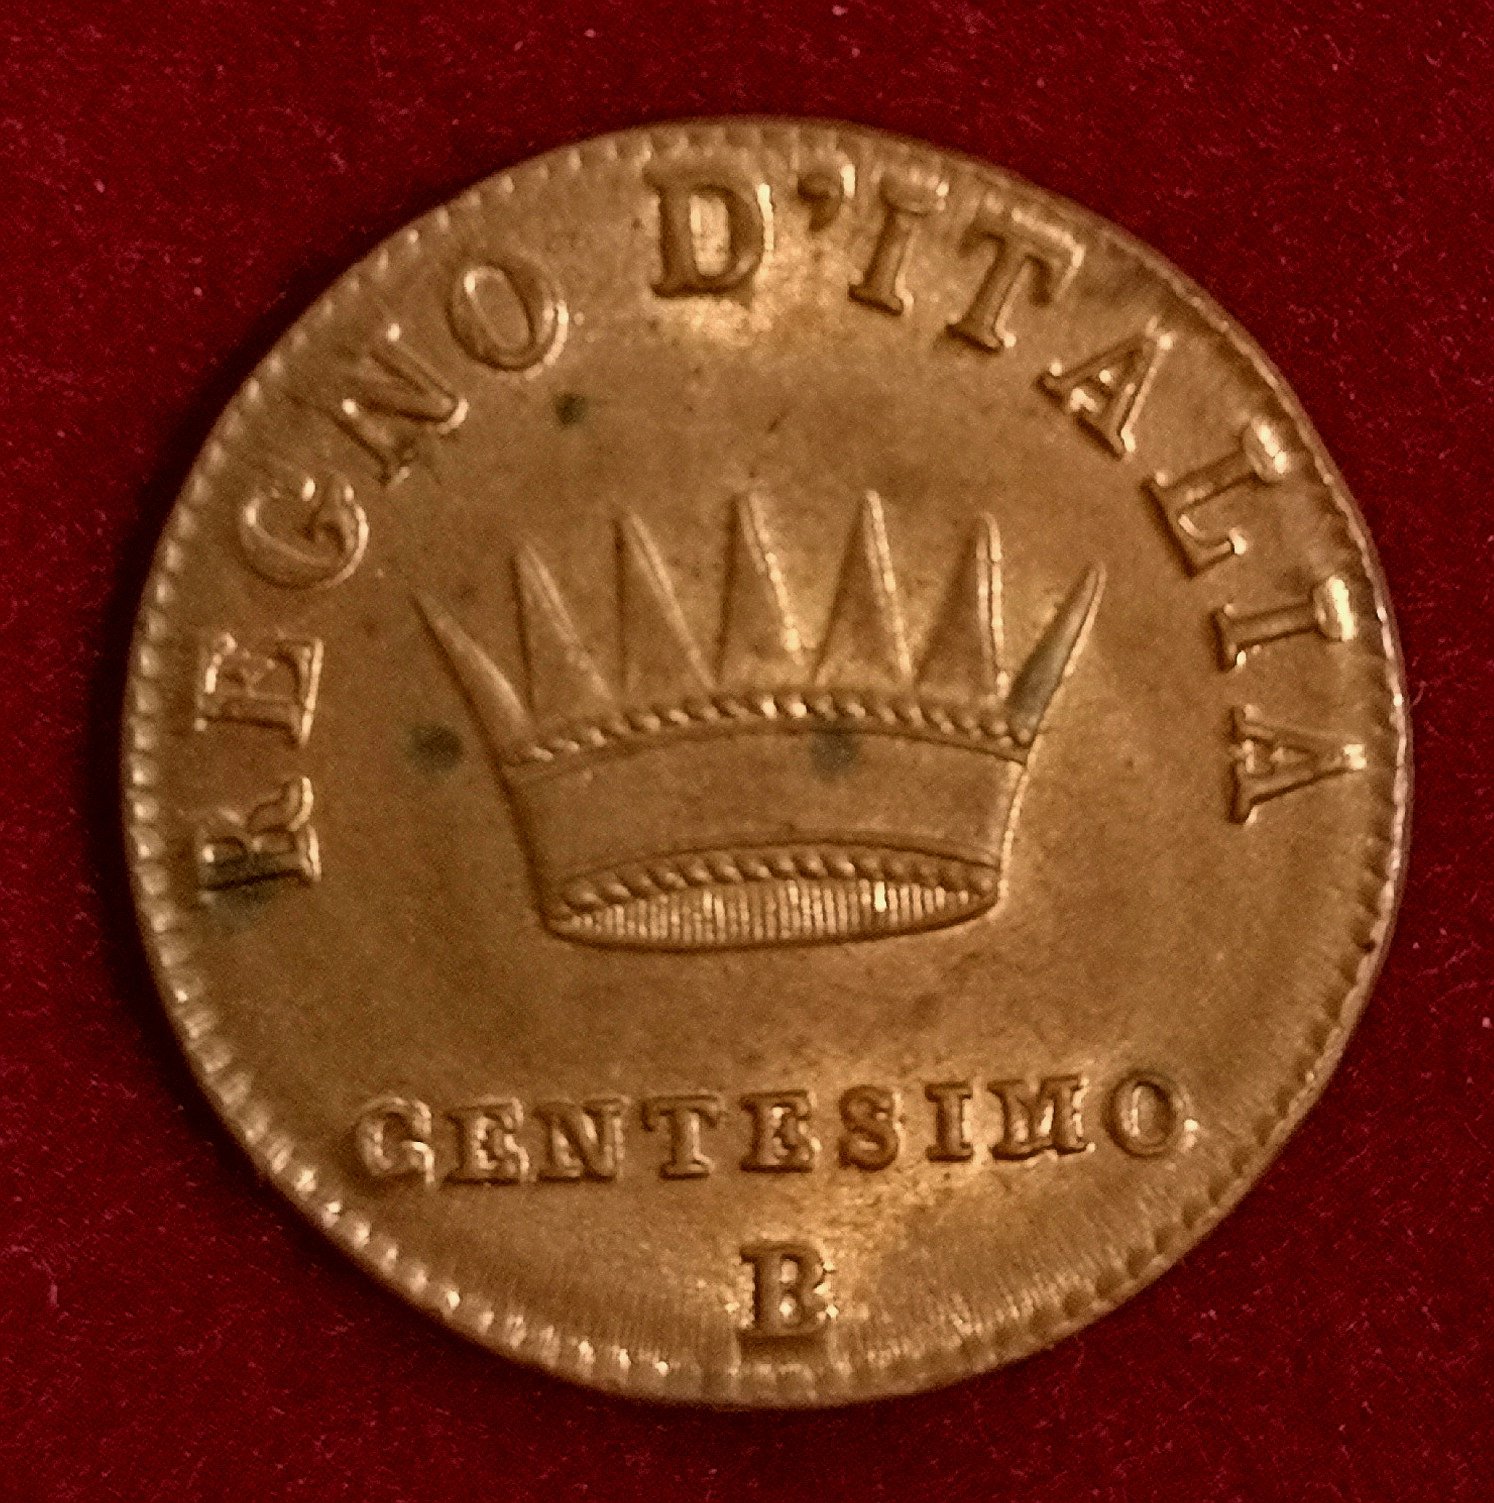 REGNO D'ITALIA
CENTESIMO
B